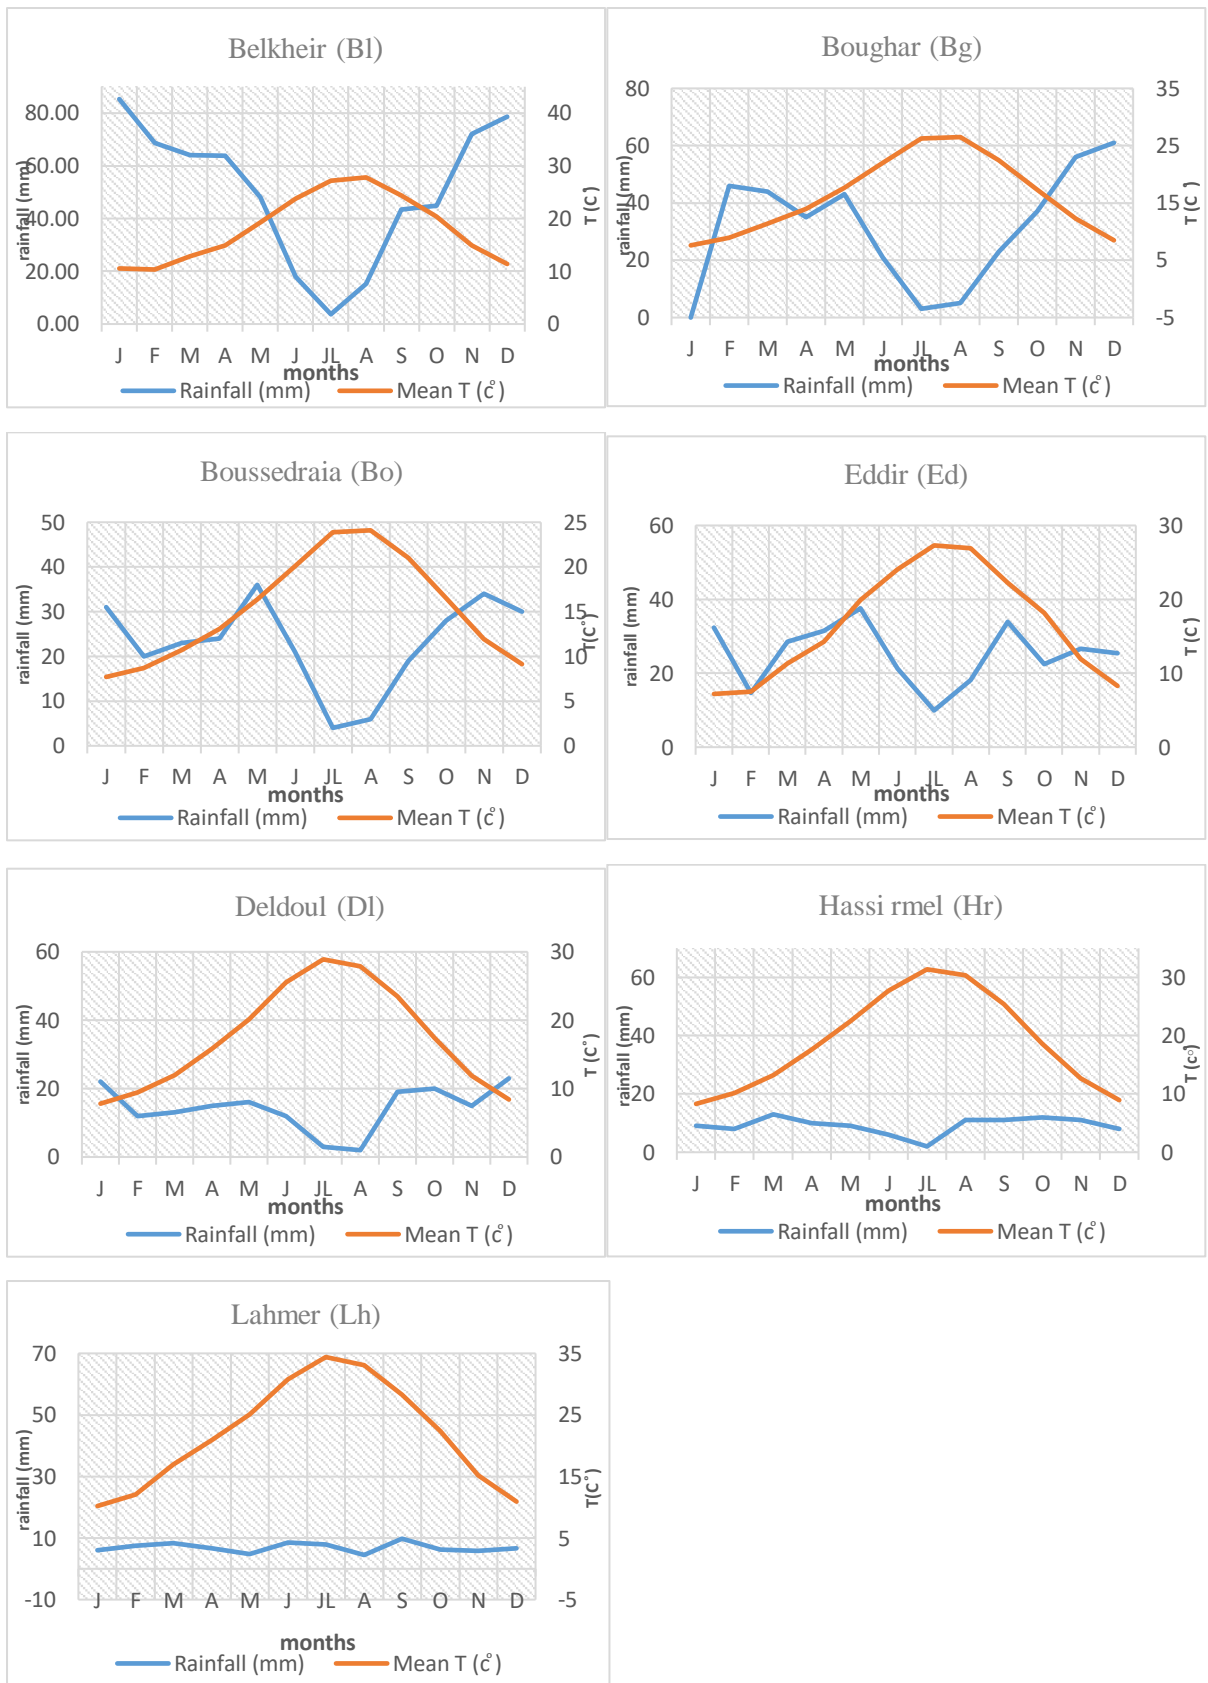 Belkheir (Bl)
80.00
60.00
40.00
20.00
0.00
rainfall (mm)
40
30
20
10
0
T (C°)
J F M A M J JL A S O N D
months
Rainfall (mm) Mean T (c°)
Boughar (Bg)
80
60
40
20
0
rainfall (mm)
35
25
15
5
-5
T (C°)
J F M A M J JL A S O N D
months
Rainfall (mm) Mean T (c°)
Boussedraia (Bo)
50
40
30
20
10
0
rainfall (mm)
25
20
15
10
5
0
T(C°)
J F M A M J JL A S O N D
months
Rainfall (mm) Mean T (c°)
Eddir (Ed)
60
40
20
0
rainfall (mm)
30
20
10
0
T (C°)
J F M A M J JL A S O N D
months
Rainfall (mm) Mean T (c°)
Deldoul (Dl)
60
40
20
0
rainfall (mm)
30
20
10
0
T (C°)
J F M A M J JL A S O N D
months
Rainfall (mm) Mean T (c°)
Hassi rmel (Hr)
60
40
20
0
rainfall (mm)
30
20
10
0
T (c°)
J F M A M J JL A S O N D
months
Rainfall (mm) Mean T (c°)
Lahmer (Lh)
70
50
30
10
-10
rainfall (mm)
35
25
15
5
-5
T(C°)
J F M A M J JL A S O N D
months
Rainfall (mm) Mean T (c°)